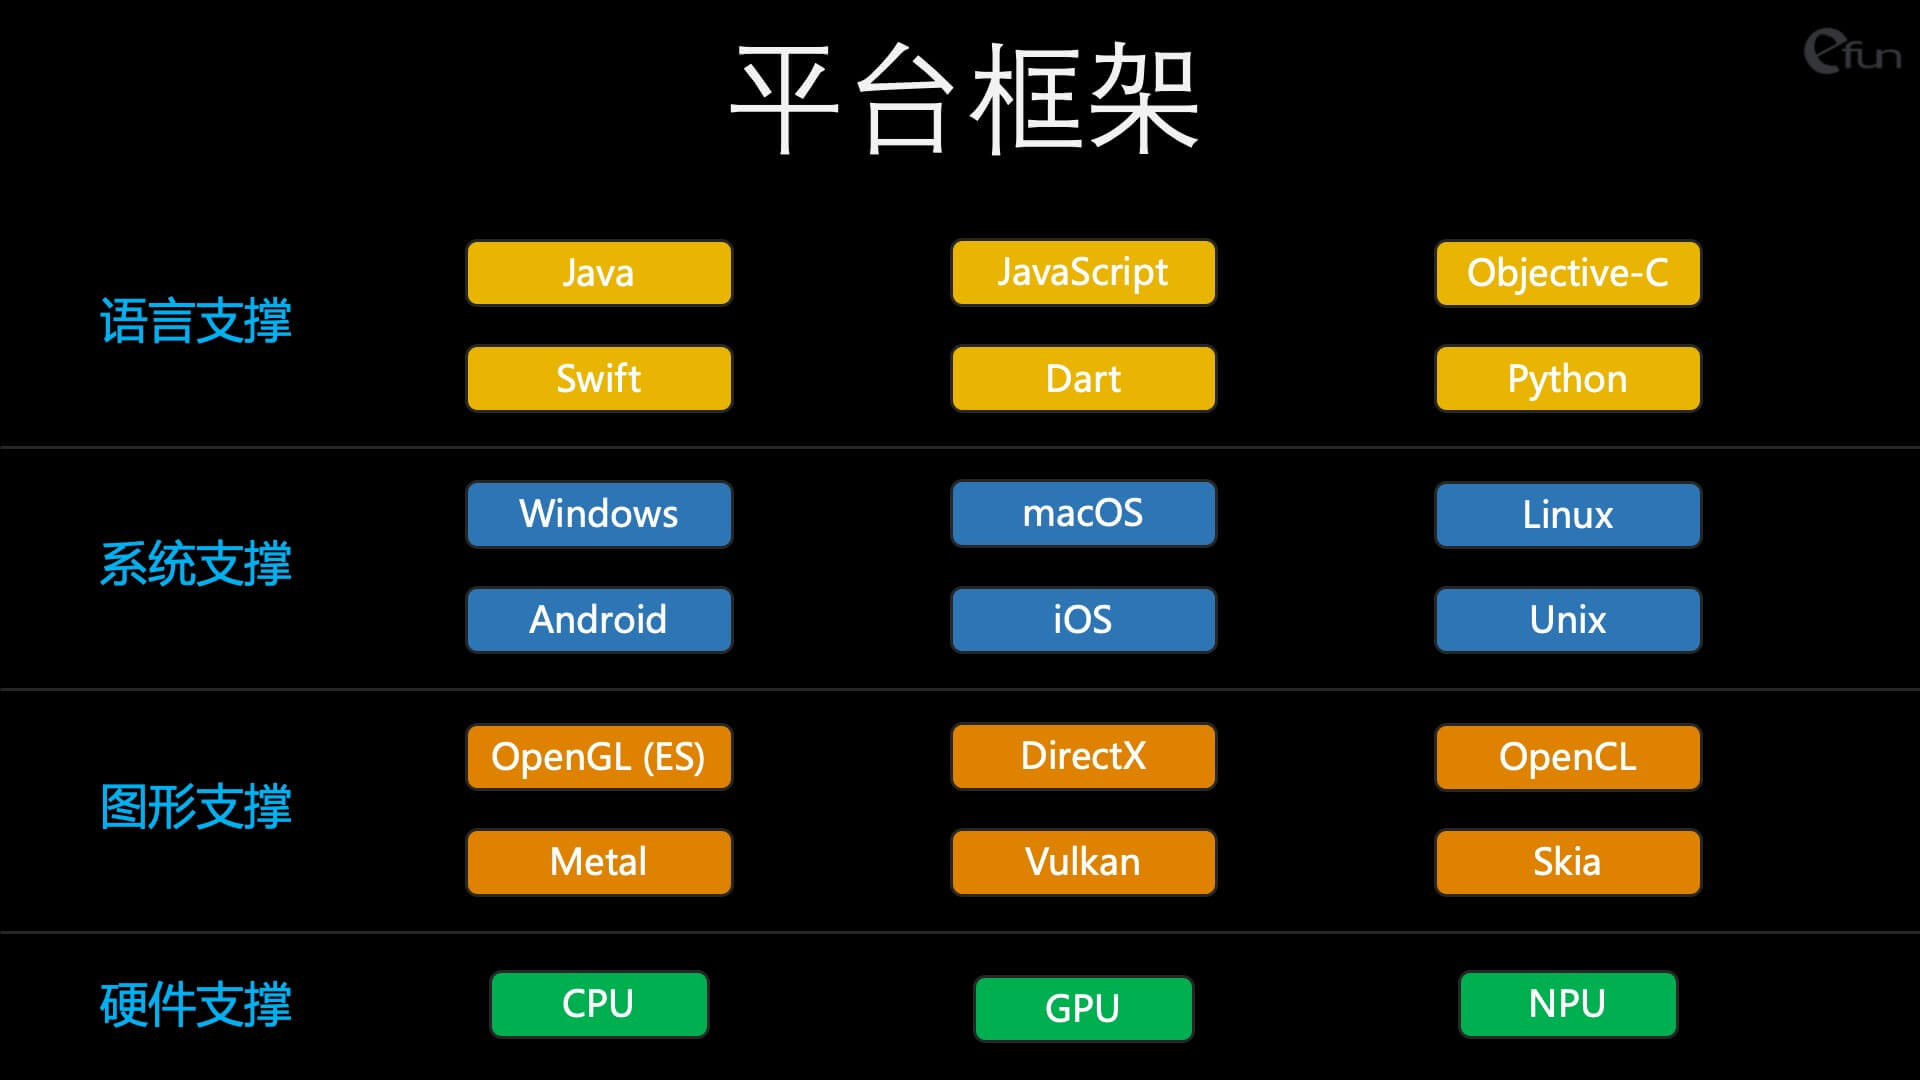 平台框架
efun
语言支撑
Java
JavaScript
Objective-C
Swift
Dart
Python
系统支撑
Windows
macOS
Linux
Android
iOS
Unix
图形支撑
OpenGL (ES)
DirectX
OpenCL
Metal
Vulkan
Skia
硬件支撑
CPU
GPU
NPU